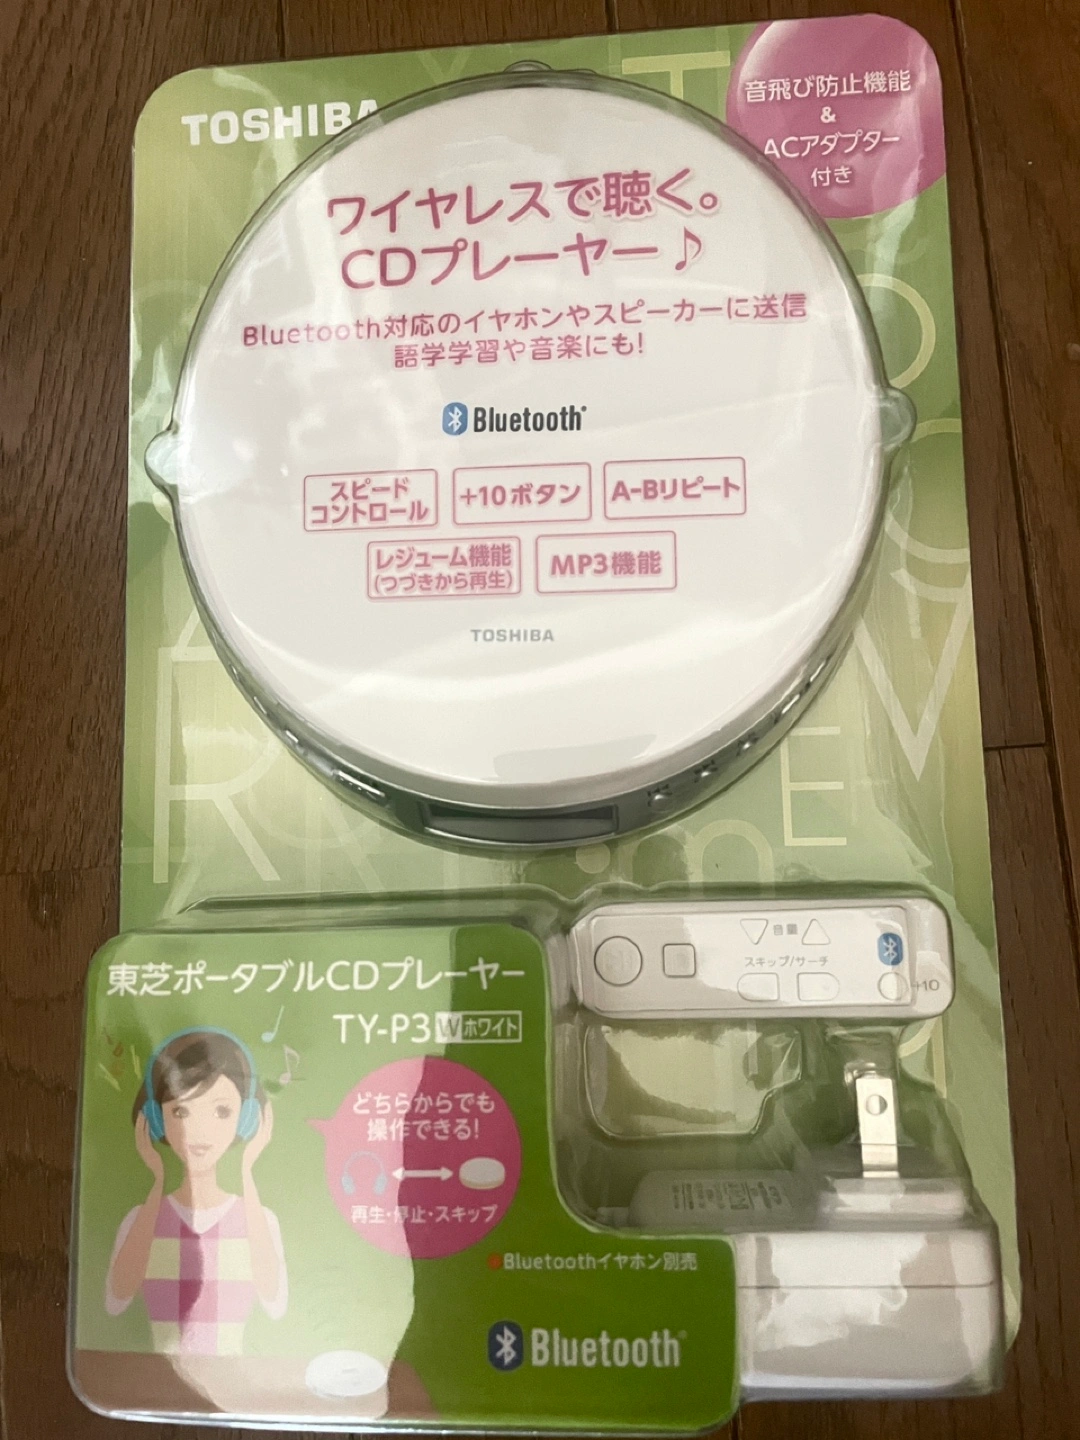 TOSHIBA
音飛び防止機能
&
ACアダプター
付き
ワイヤレスで聴く。
CDプレーヤー♪
Bluetooth対応のイヤホンやスピーカーに送信
語学学習や音楽にも!
Bluetooth®
スピード
コントロール
+10ボタン
A-Bリピート
レジューム機能
(つづきから再生)
MP3機能
TOSHIBA
音量
スキップ/サーチ
+10
東芝ポータブルCDプレーヤー
TY-P3 W ホワイト
どちらからでも
操作できる!
再生・停止・スキップ
●Bluetoothイヤホン別売
Bluetooth®